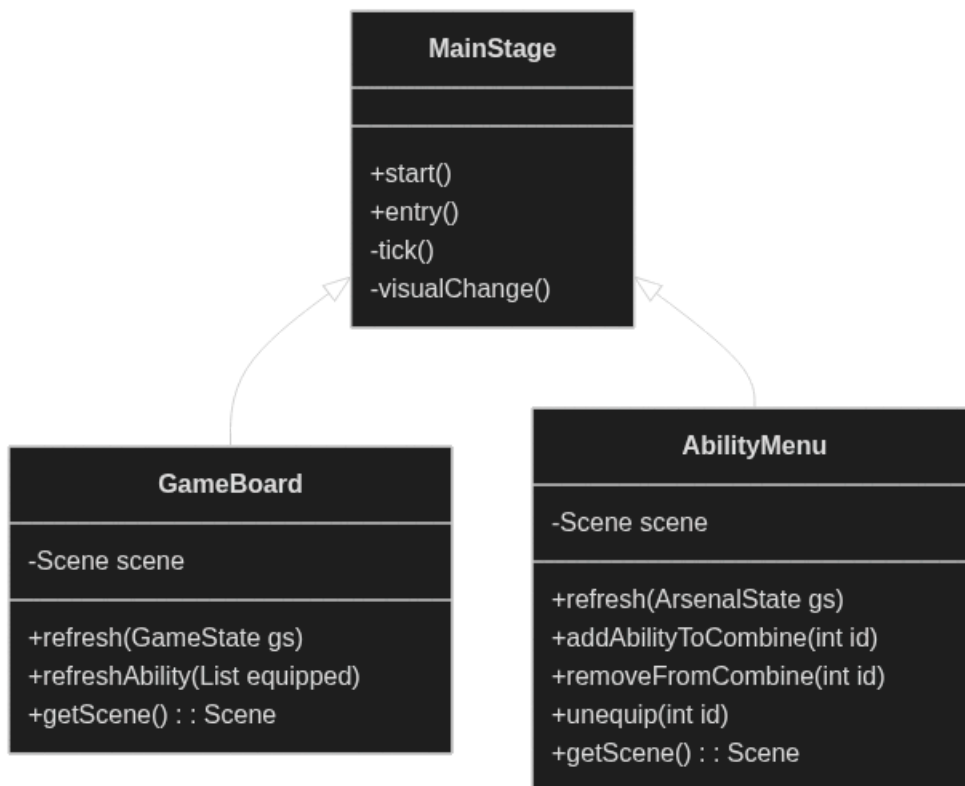 MainStage
+start()
+entry()
-tick()
-visualChange()
GameBoard
-Scene scene
+refresh(GameState gs)
+refreshAbility(List equipped)
+getScene() : : Scene
AbilityMenu
-Scene scene
+refresh(ArsenalState gs)
+addAbilityToCombine(int id)
+removeFromCombine(int id)
+unequip(int id)
+getScene() : : Scene